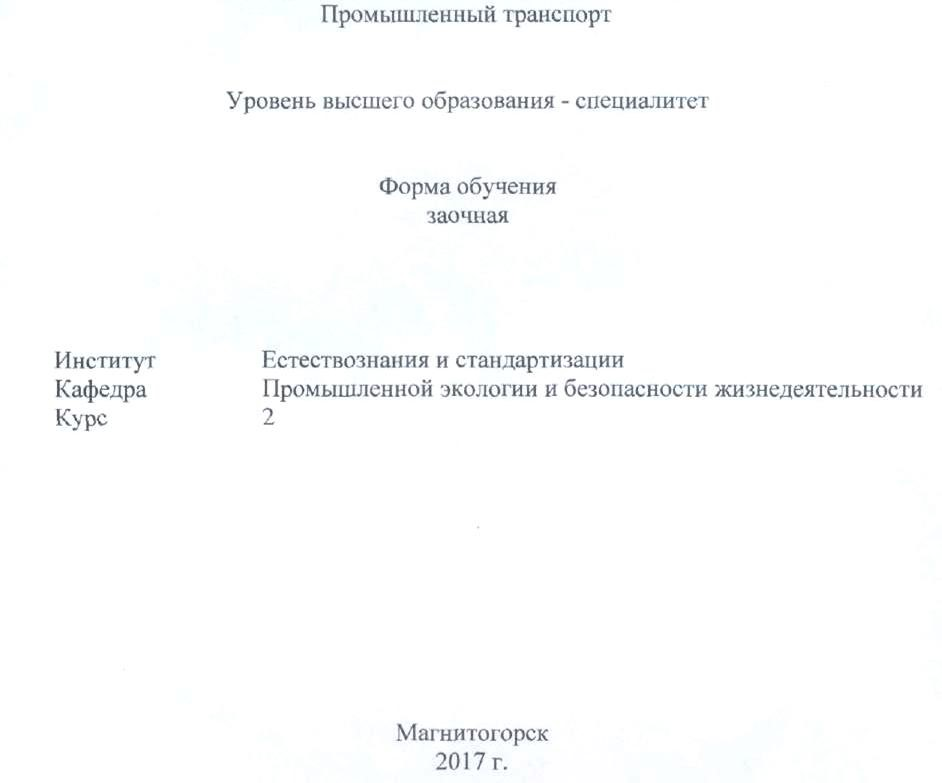 Промышленный транспорт
Уровень высшего образования - специалитет
Форма обучения
заочная
Институт Естествознания и стандартизации
Кафедра Промышленной экологии и безопасности жизнедеятельности
Курс 2
Магнитогорск
2017 г.